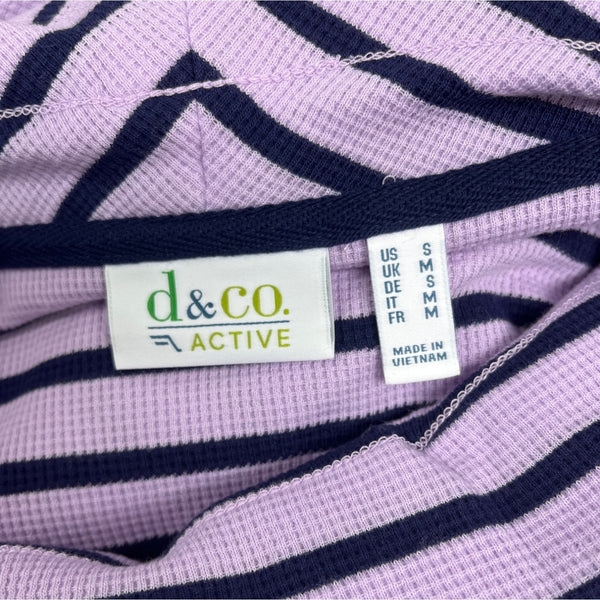 d&co.
ACTIVE
US S
UK M
DE S
IT M
FR M
MADE IN
VIETNAM